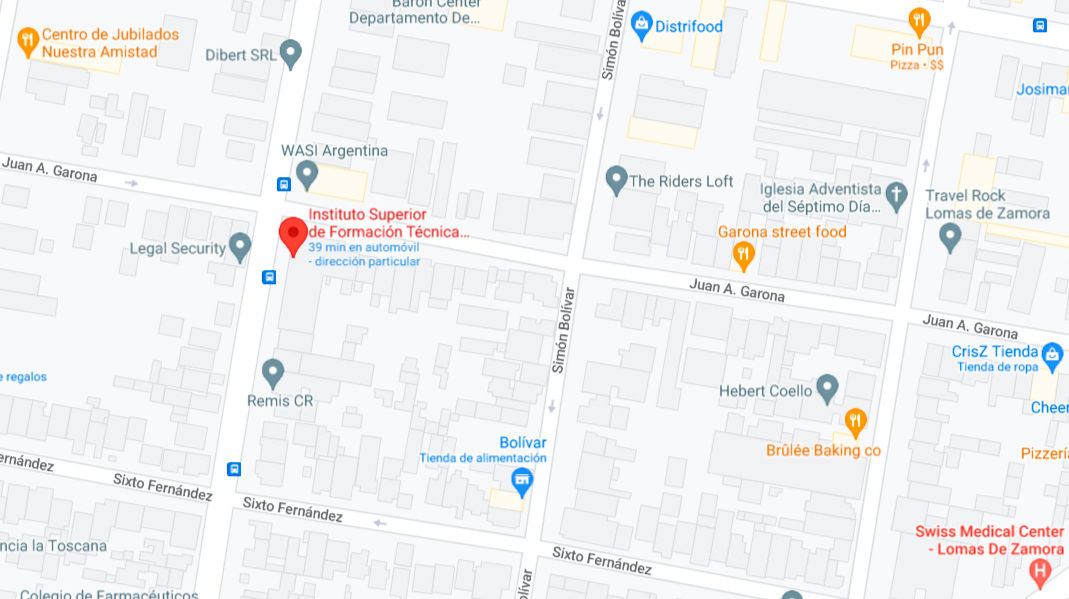 Baron Center
Departamento De...
Centro de Jubilados
Nuestra Amistad
Dibert SRL
Simón Bolívar
Distrifood
Pin Pun
Pizza • $$
Josimar
WASI Argentina
Juan A. Garona
The Riders Loft
Iglesia Adventista
del Séptimo Día...
Travel Rock
Lomas de Zamora
Instituto Superior
de Formación Técnica...
39 min en automóvil
- dirección particular
Legal Security
Garona street food
Juan A. Garona
Juan A. Garona
Simón Bolívar
CrisZ Tienda
Tienda de ropa
e regalos
Remis CR
Hebert Coello
Cheer
Bolívar
Tienda de alimentación
Brûlée Baking co
Pizzería
ernández
Sixto Fernández
Sixto Fernández
Swiss Medical Center
- Lomas De Zamora
ncia la Toscana
Sixto Fernández
olívar
Colegio de Farmacéuticos